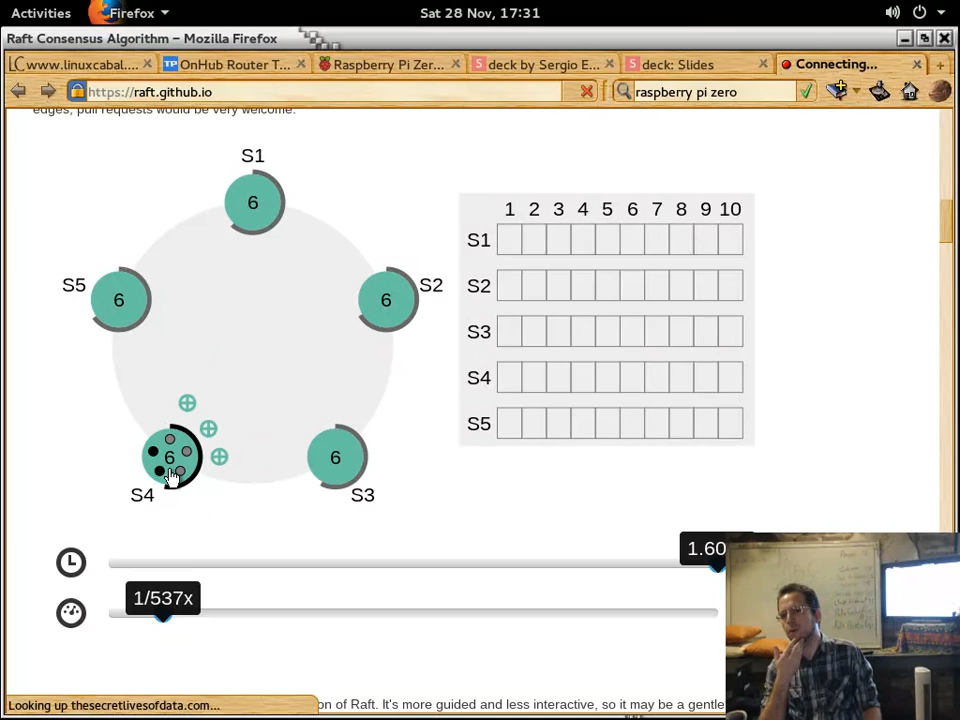 Activities Firefox Sat 28 Nov, 17:31
Raft Consensus Algorithm – Mozilla Firefox
www.linuxcabal.... OnHub Router T... Raspberry Pi Zer... deck by Sergio E... deck: Slides Connecting...
https://raft.github.io raspberry pi zero
edges, pull requests would be very welcome.
S1
6
1 2 3 4 5 6 7 8 9 10
S1
S5
6
S2
6
S2
S3
S4
S5
6
S4
6
S3
1.60
1/537x
Looking up thesecretlivesofdata.com...
on of Raft. It's more guided and less interactive, so it may be a gentle